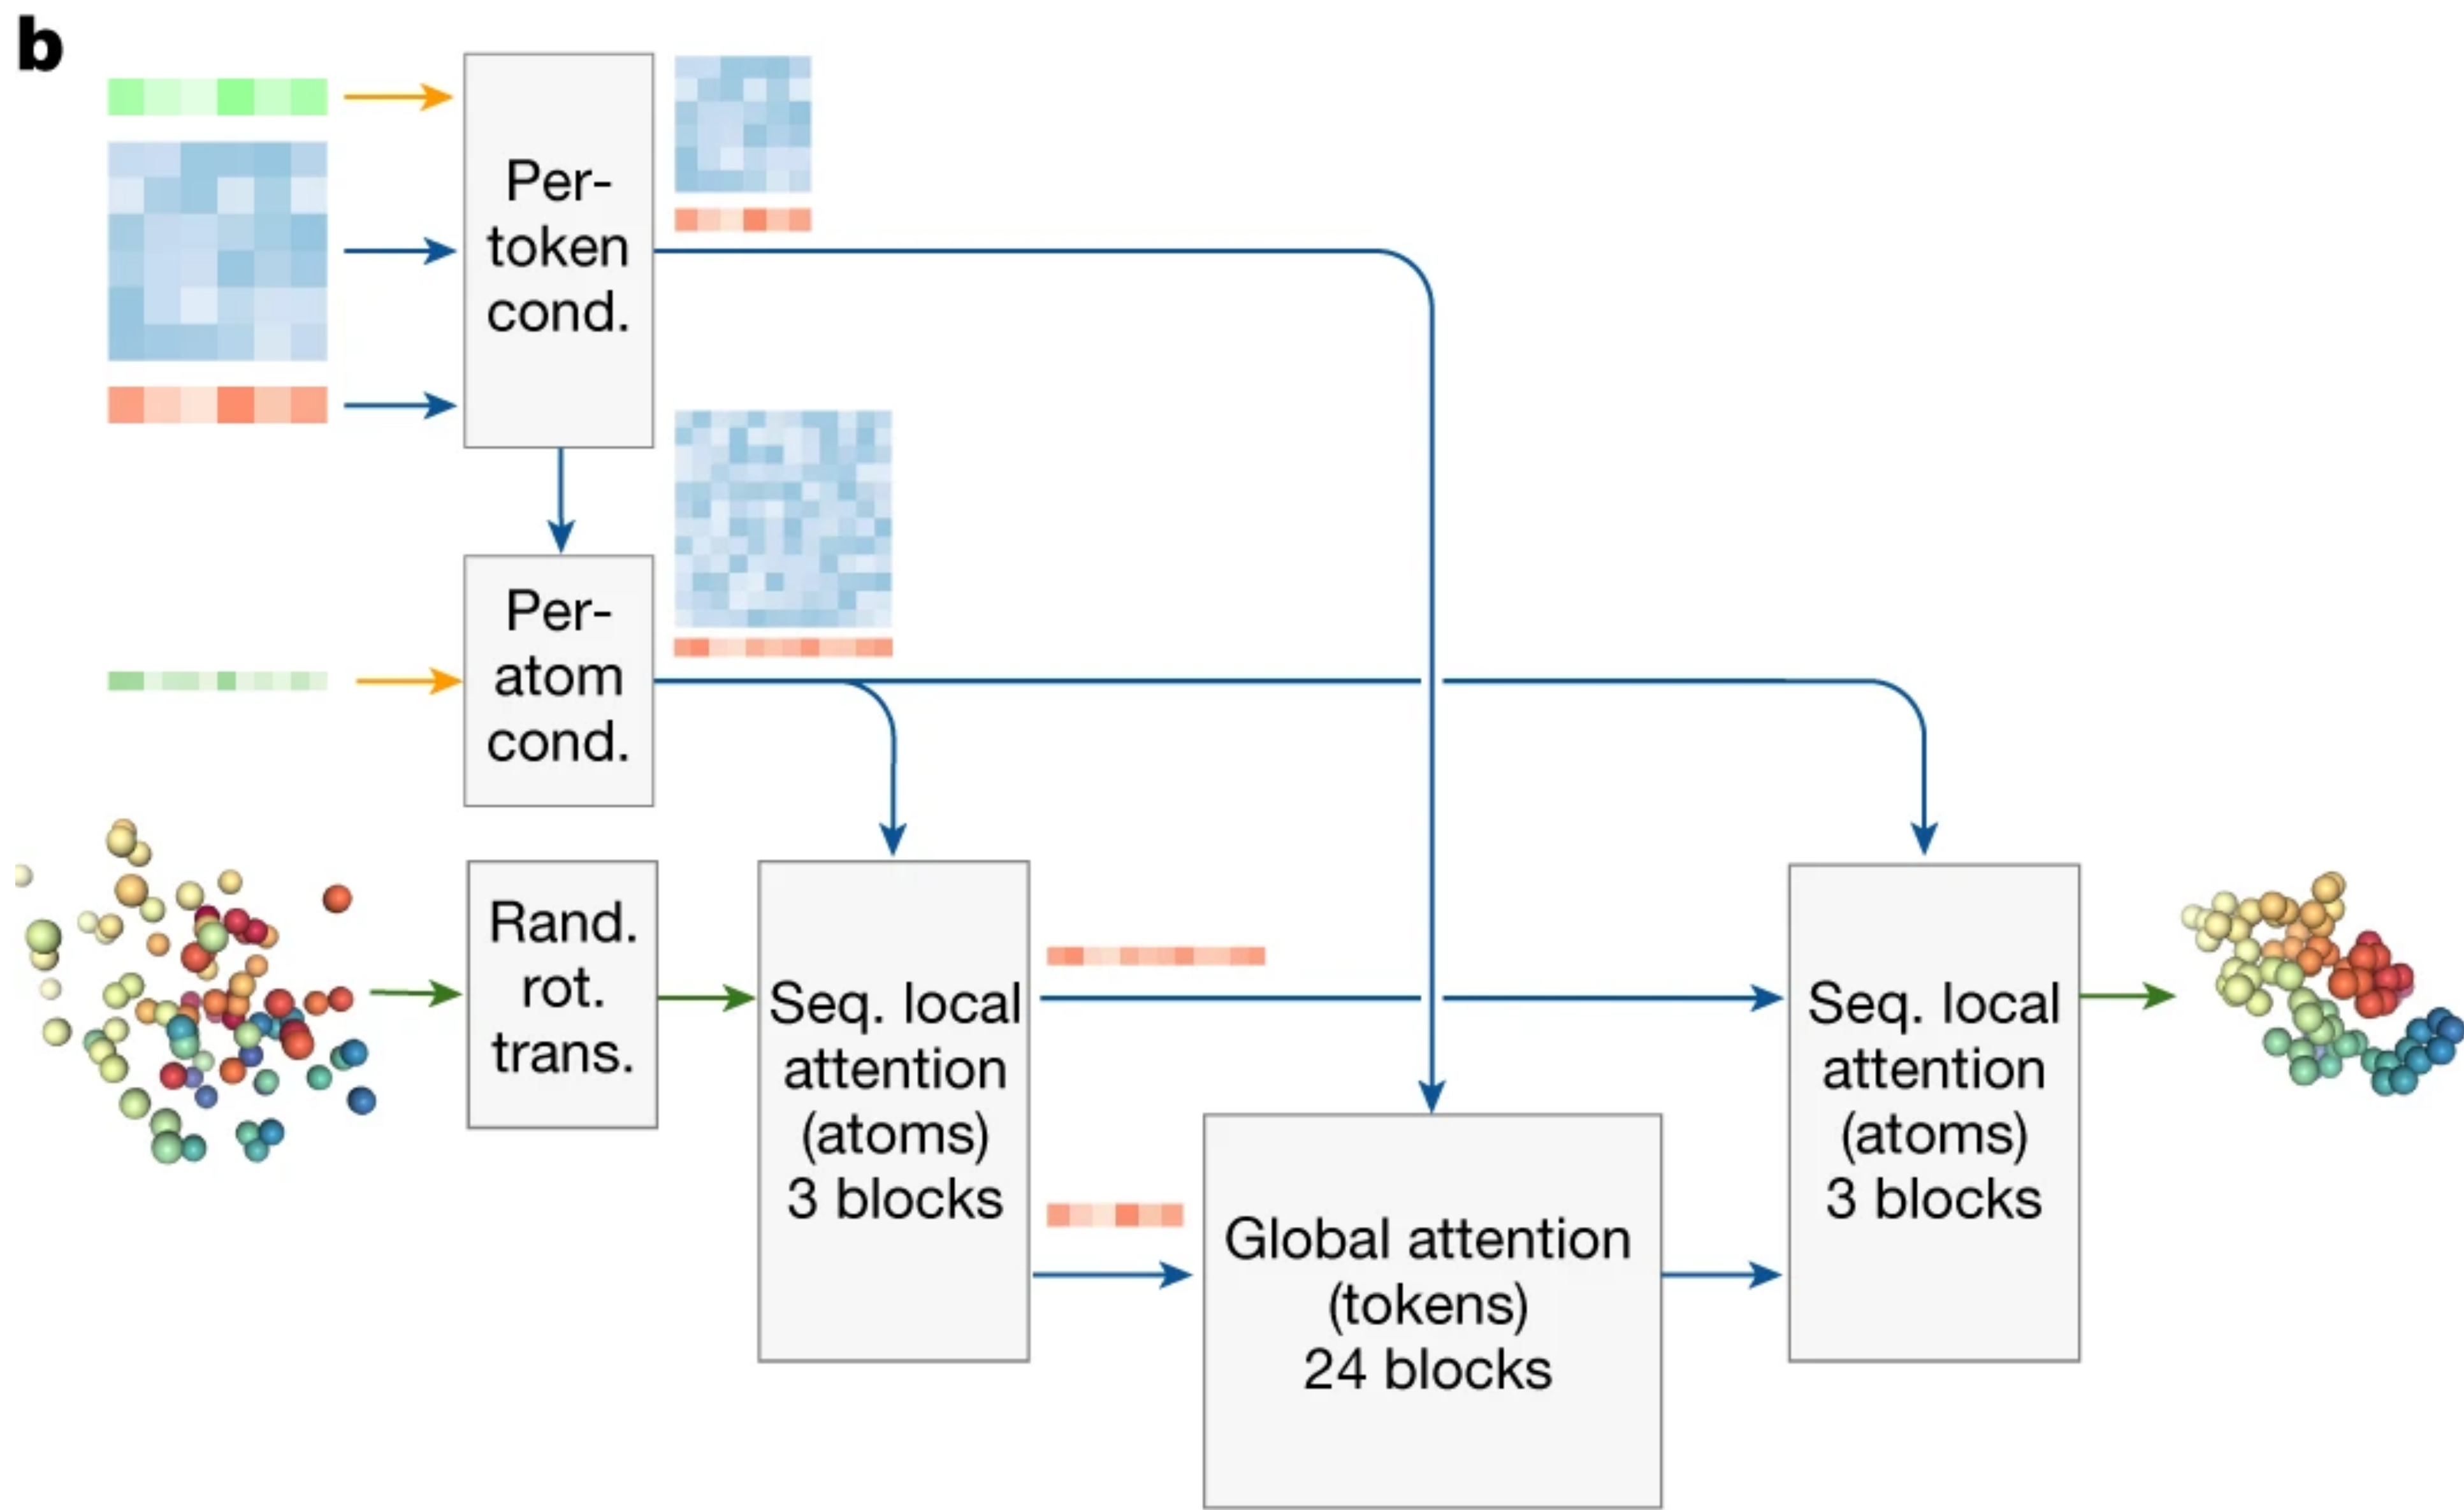 b
Per-
token
cond.
Per-
atom
cond.
Rand.
rot.
trans.
Seq. local
attention
(atoms)
3 blocks
Global attention
(tokens)
24 blocks
Seq. local
attention
(atoms)
3 blocks